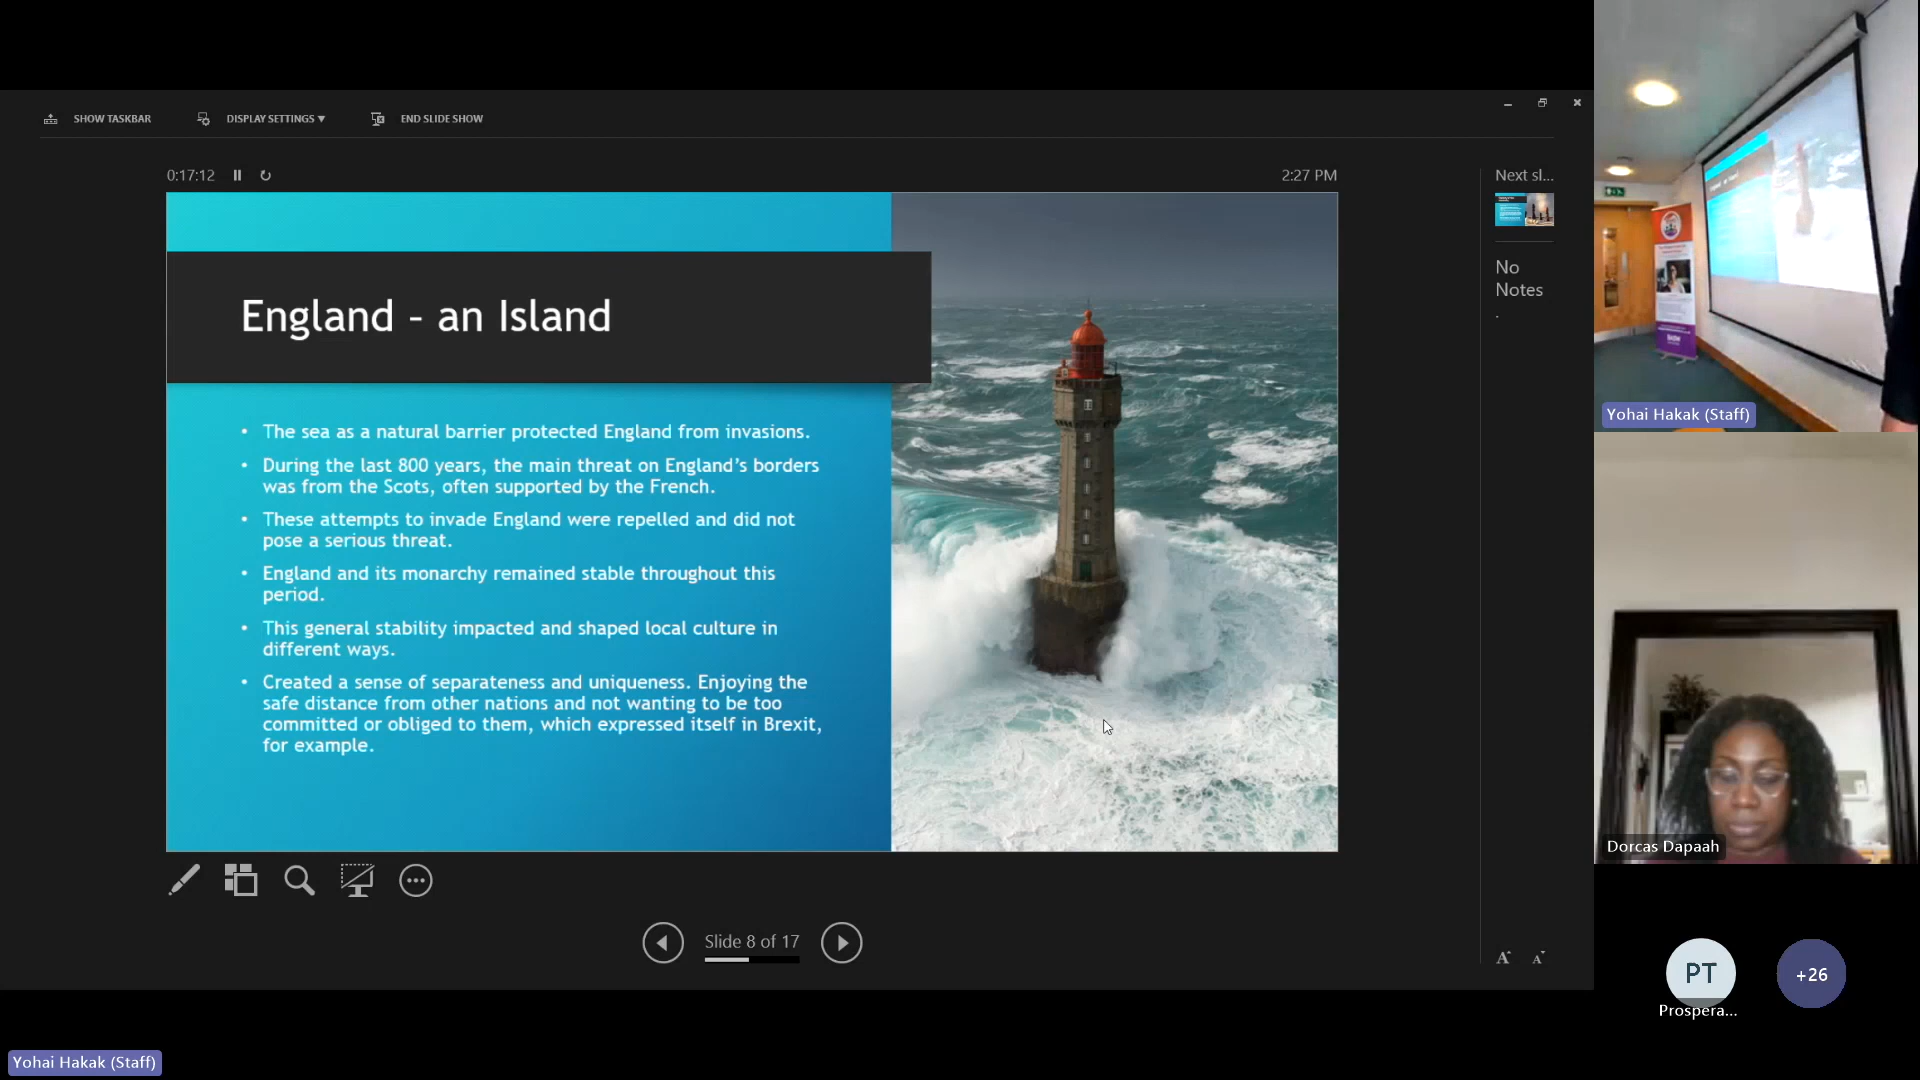 SHOW TASKBAR
DISPLAY SETTINGS ▾
END SLIDE SHOW
0:17:12
2:27 PM
Next sl...
England - an Island
• The sea as a natural barrier protected England from invasions.
• During the last 800 years, the main threat on England's borders
was from the Scots, often supported by the French.
• These attempts to invade England were repelled and did not
pose a serious threat.
• England and its monarchy remained stable throughout this
period.
• This general stability impacted and shaped local culture in
different ways.
• Created a sense of separateness and uniqueness. Enjoying the
safe distance from other nations and not wanting to be too
committed or obliged to them, which expressed itself in Brexit,
for example.
No
Notes
.
Slide 8 of 17
A A
Yohai Hakak (Staff)
Dorcas Dapaah
PT
Prospera...
+26
Yohai Hakak (Staff)